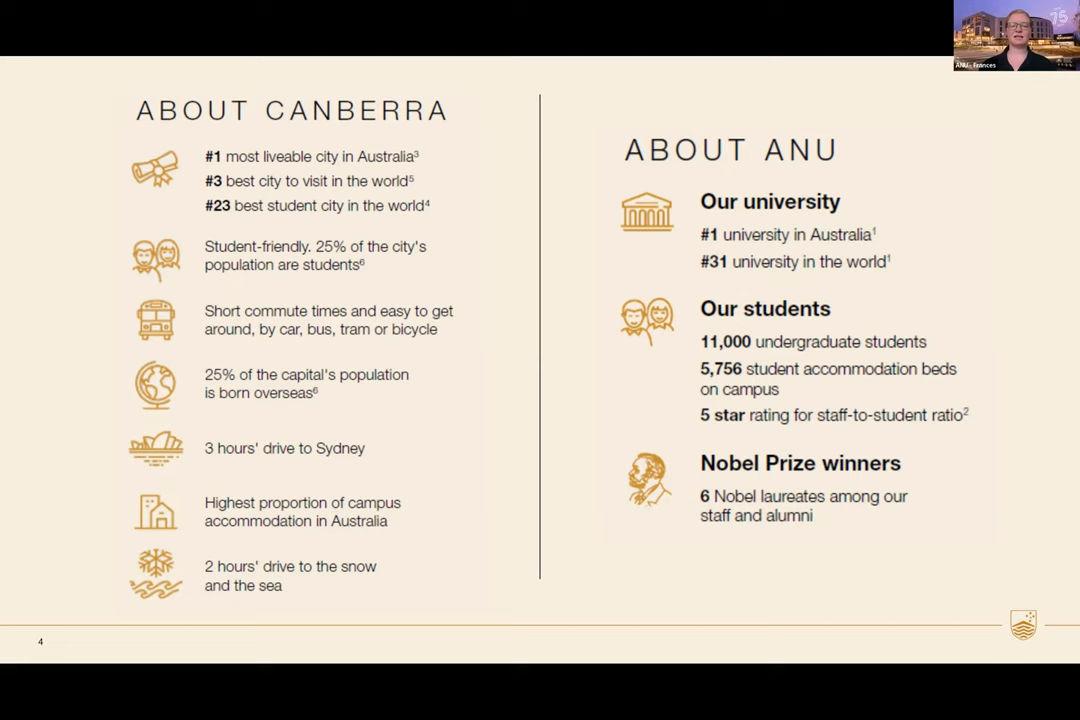 ABOUT CANBERRA
#1 most liveable city in Australia³
#3 best city to visit in the world⁵
#23 best student city in the world⁴
Student-friendly. 25% of the city's
population are students⁶
Short commute times and easy to get
around, by car, bus, tram or bicycle
25% of the capital's population
is born overseas⁶
3 hours' drive to Sydney
Highest proportion of campus
accommodation in Australia
2 hours' drive to the snow
and the sea
ABOUT ANU
Our university
#1 university in Australia¹
#31 university in the world¹
Our students
11,000 undergraduate students
5,756 student accommodation beds
on campus
5 star rating for staff-to-student ratio²
Nobel Prize winners
6 Nobel laureates among our
staff and alumni
4
75
ANU - Frances